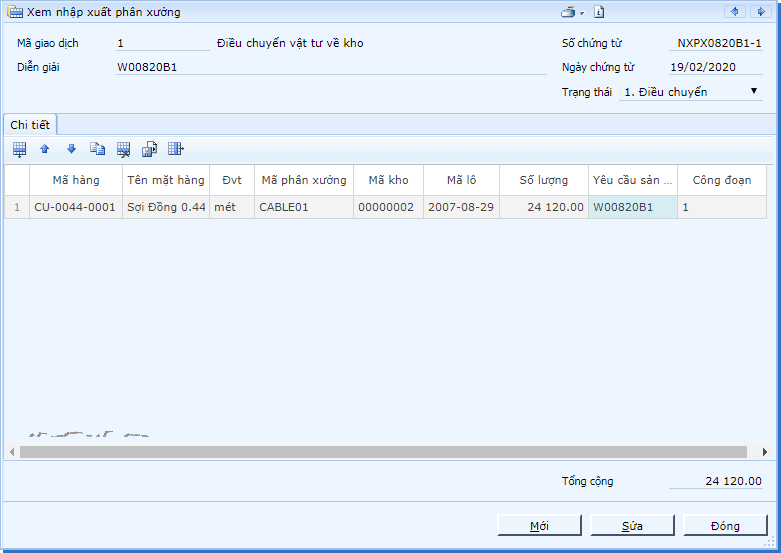 Xem nhập xuất phân xưởng
Mã giao dịch 1 Điều chuyển vật tư về kho Số chứng từ NXPX0820B1-1
Diễn giải W00820B1 Ngày chứng từ 19/02/2020
Trạng thái 1. Điều chuyển
Chi tiết
Mã hàng Tên mặt hàng Đvt Mã phân xưởng Mã kho Mã lô Số lượng Yêu cầu sản ... Công đoạn
1 CU-0044-0001 Sợi Đồng 0.44 mét CABLE01 00000002 2007-08-29 24 120.00 W00820B1 1
Tổng cộng 24 120.00
Mới Sửa Đóng